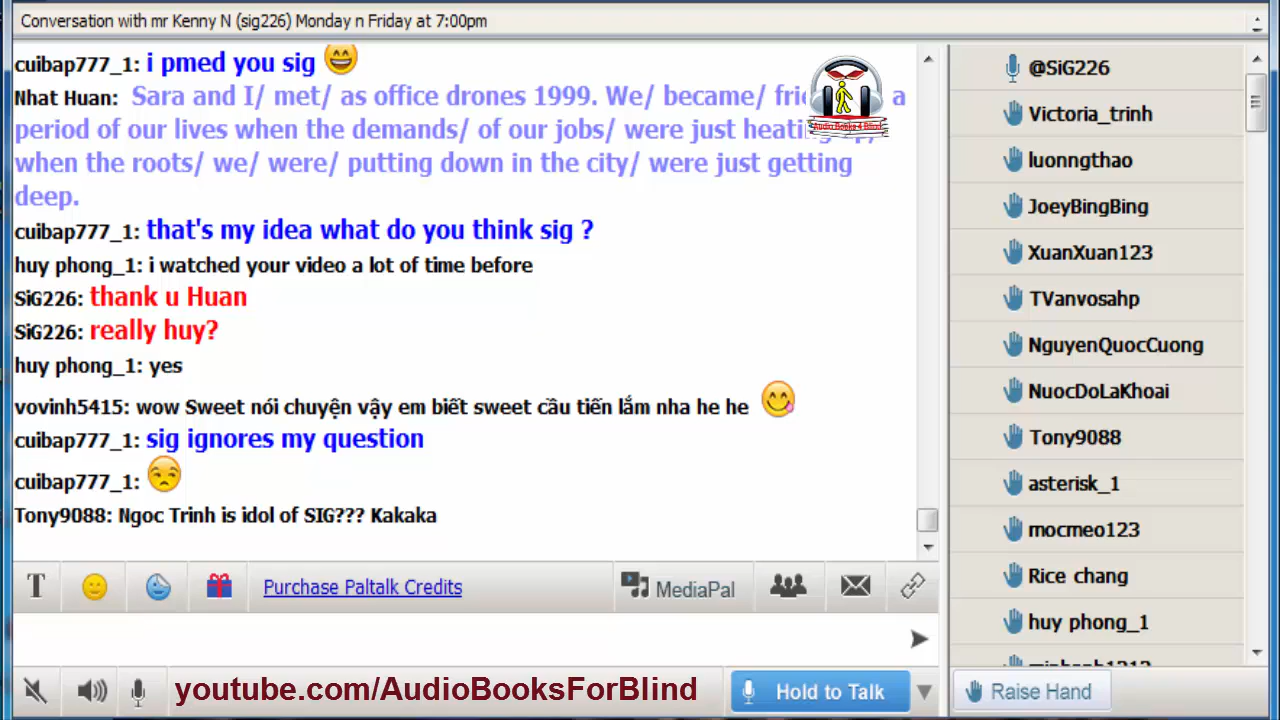 Conversation with mr Kenny N (sig226) Monday n Friday at 7:00pm
cuibap777_1: i pmed you sig
Nhat Huan: Sara and I/ met/ as office drones 1999. We/ became/ a
period of our lives when the demands/ of our jobs/ were just
when the roots/ we/ were/ putting down in the city/ were just getting
deep.
cuibap777_1: that's my idea what do you think sig ?
huy phong_1: i watched your video a lot of time before
SiG226: thank u Huan
SiG226: really huy?
huy phong_1: yes
vovinh5415: wow Sweet nói chuyện vậy em biết sweet cầu tiến lắm nha he he
cuibap777_1: sig ignores my question
cuibap777_1:
Tony9088: Ngoc Trinh is idol of SIG??? Kakaka
Audio Books 4 Blind
T
Purchase Paltalk Credits
MediaPal
youtube.com/AudioBooksForBlind
Hold to Talk
@SiG226
Victoria_trinh
luonngthao
JoeyBingBing
XuanXuan123
TVanvosahp
NguyenQuocCuong
NuocDoLaKhoai
Tony9088
asterisk_1
mocmeo123
Rice chang
huy phong_1
Raise Hand